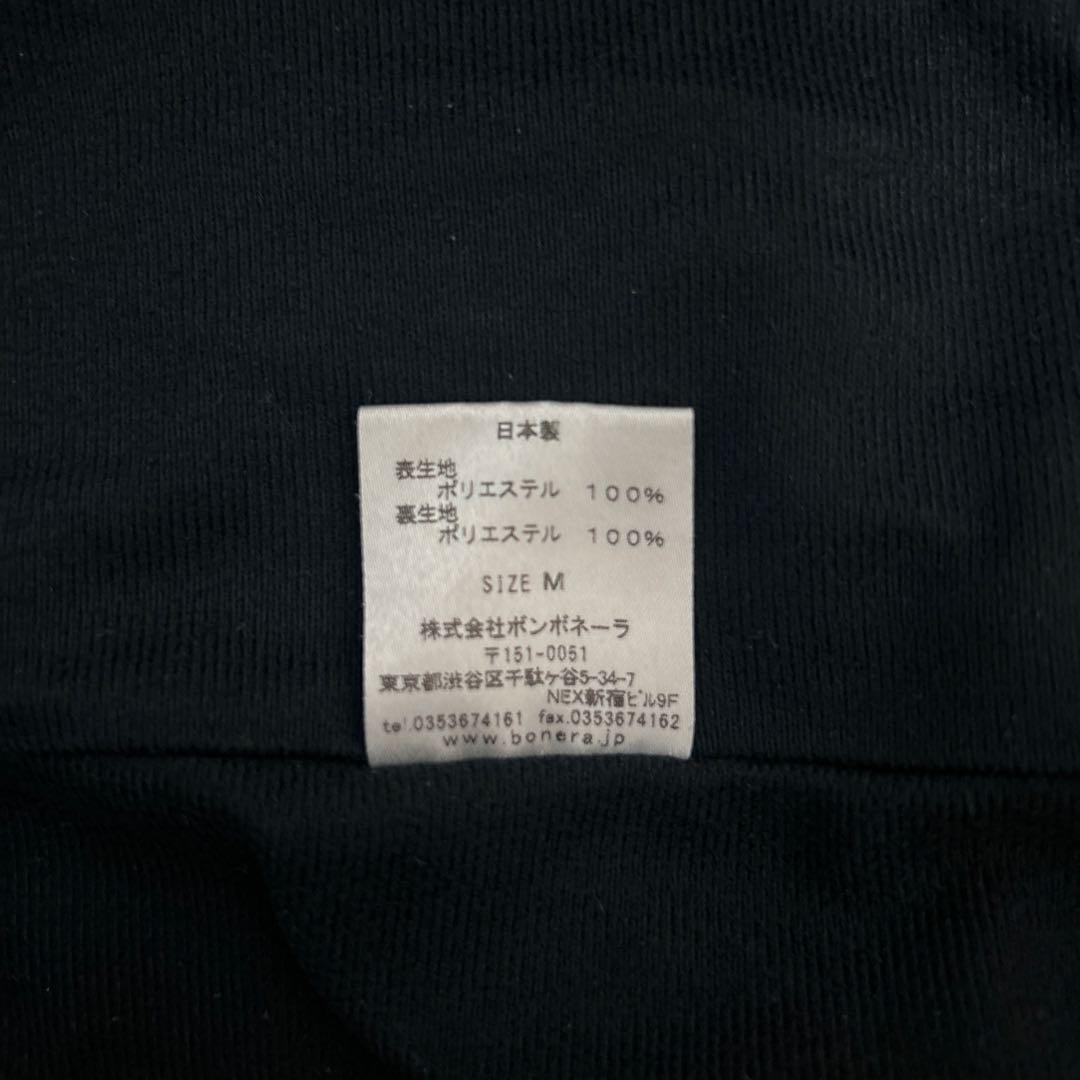 日本製
表生地
ポリエステル 100%
裏生地
ポリエステル 100%
SIZE M
株式会社ボンボネーラ
〒151-0051
東京都渋谷区千駄ヶ谷5-34-7
NEX新宿ビル9F
tel.0353674161 fax.0353674162
www.bonera.jp